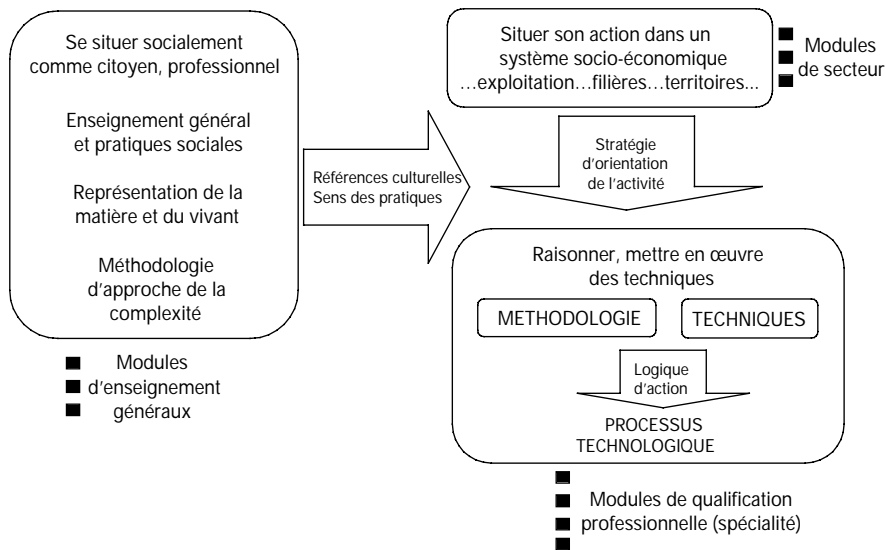 Se situer socialement
comme citoyen, professionnel
Enseignement général
et pratiques sociales
Représentation de la
matière et du vivant
Méthodologie
d'approche de la
complexité
Modules
d'enseignement
généraux
Références culturelles
Sens des pratiques
Situer son action dans un
système socio-économique
…exploitation…filières…territoires...
Modules
de secteur
Stratégie
d'orientation
de l'activité
Raisonner, mettre en œuvre
des techniques
METHODOLOGIE
TECHNIQUES
Logique
d'action
PROCESSUS
TECHNOLOGIQUE
Modules de qualification
professionnelle (spécialité)